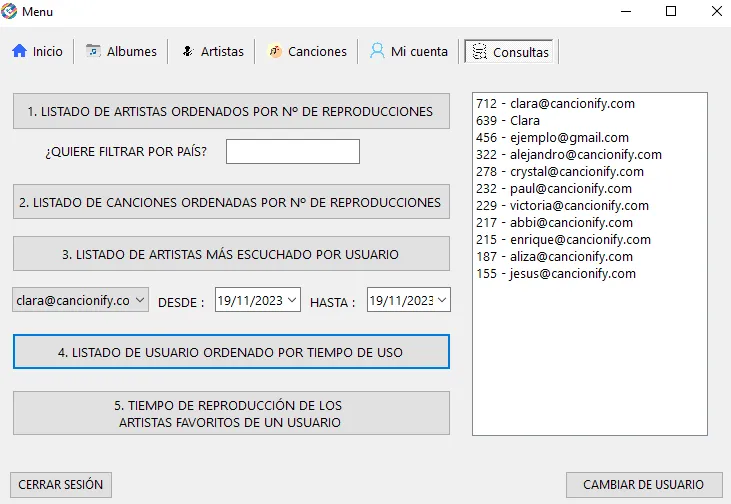 Menu
Inicio
Albumes
Artistas
Canciones
Mi cuenta
Consultas
1. LISTADO DE ARTISTAS ORDENADOS POR Nº DE REPRODUCCIONES
¿QUIERE FILTRAR POR PAÍS?
2. LISTADO DE CANCIONES ORDENADAS POR Nº DE REPRODUCCIONES
3. LISTADO DE ARTISTAS MÁS ESCUCHADO POR USUARIO
clara@cancionify.co
DESDE :
19/11/2023
HASTA :
19/11/2023
4. LISTADO DE USUARIO ORDENADO POR TIEMPO DE USO
5. TIEMPO DE REPRODUCCIÓN DE LOS
ARTISTAS FAVORITOS DE UN USUARIO
712 - clara@cancionify.com
639 - Clara
456 - ejemplo@gmail.com
322 - alejandro@cancionify.com
278 - crystal@cancionify.com
232 - paul@cancionify.com
229 - victoria@cancionify.com
217 - abbi@cancionify.com
215 - enrique@cancionify.com
187 - aliza@cancionify.com
155 - jesus@cancionify.com
CERRAR SESIÓN
CAMBIAR DE USUARIO